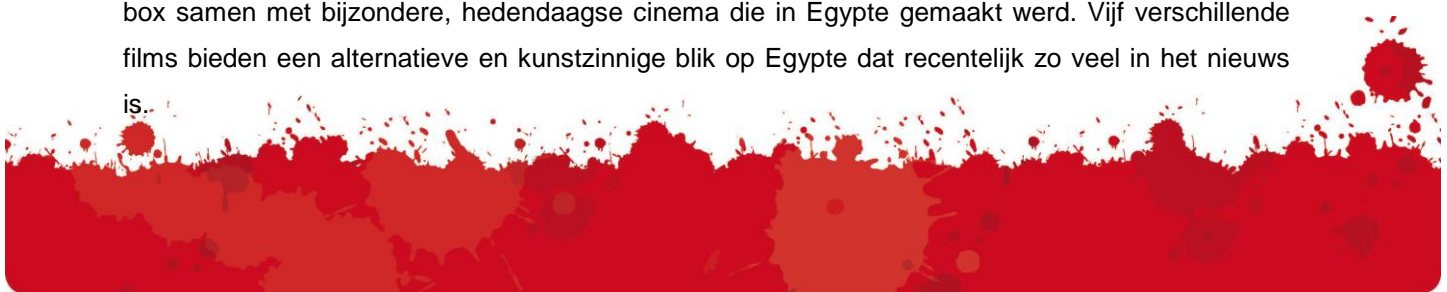 box samen met bijzondere, hedendaagse cinema die in Egypte gemaakt werd. Vijf verschillende
films bieden een alternatieve en kunstzinnige blik op Egypte dat recentelijk zo veel in het nieuws
is.